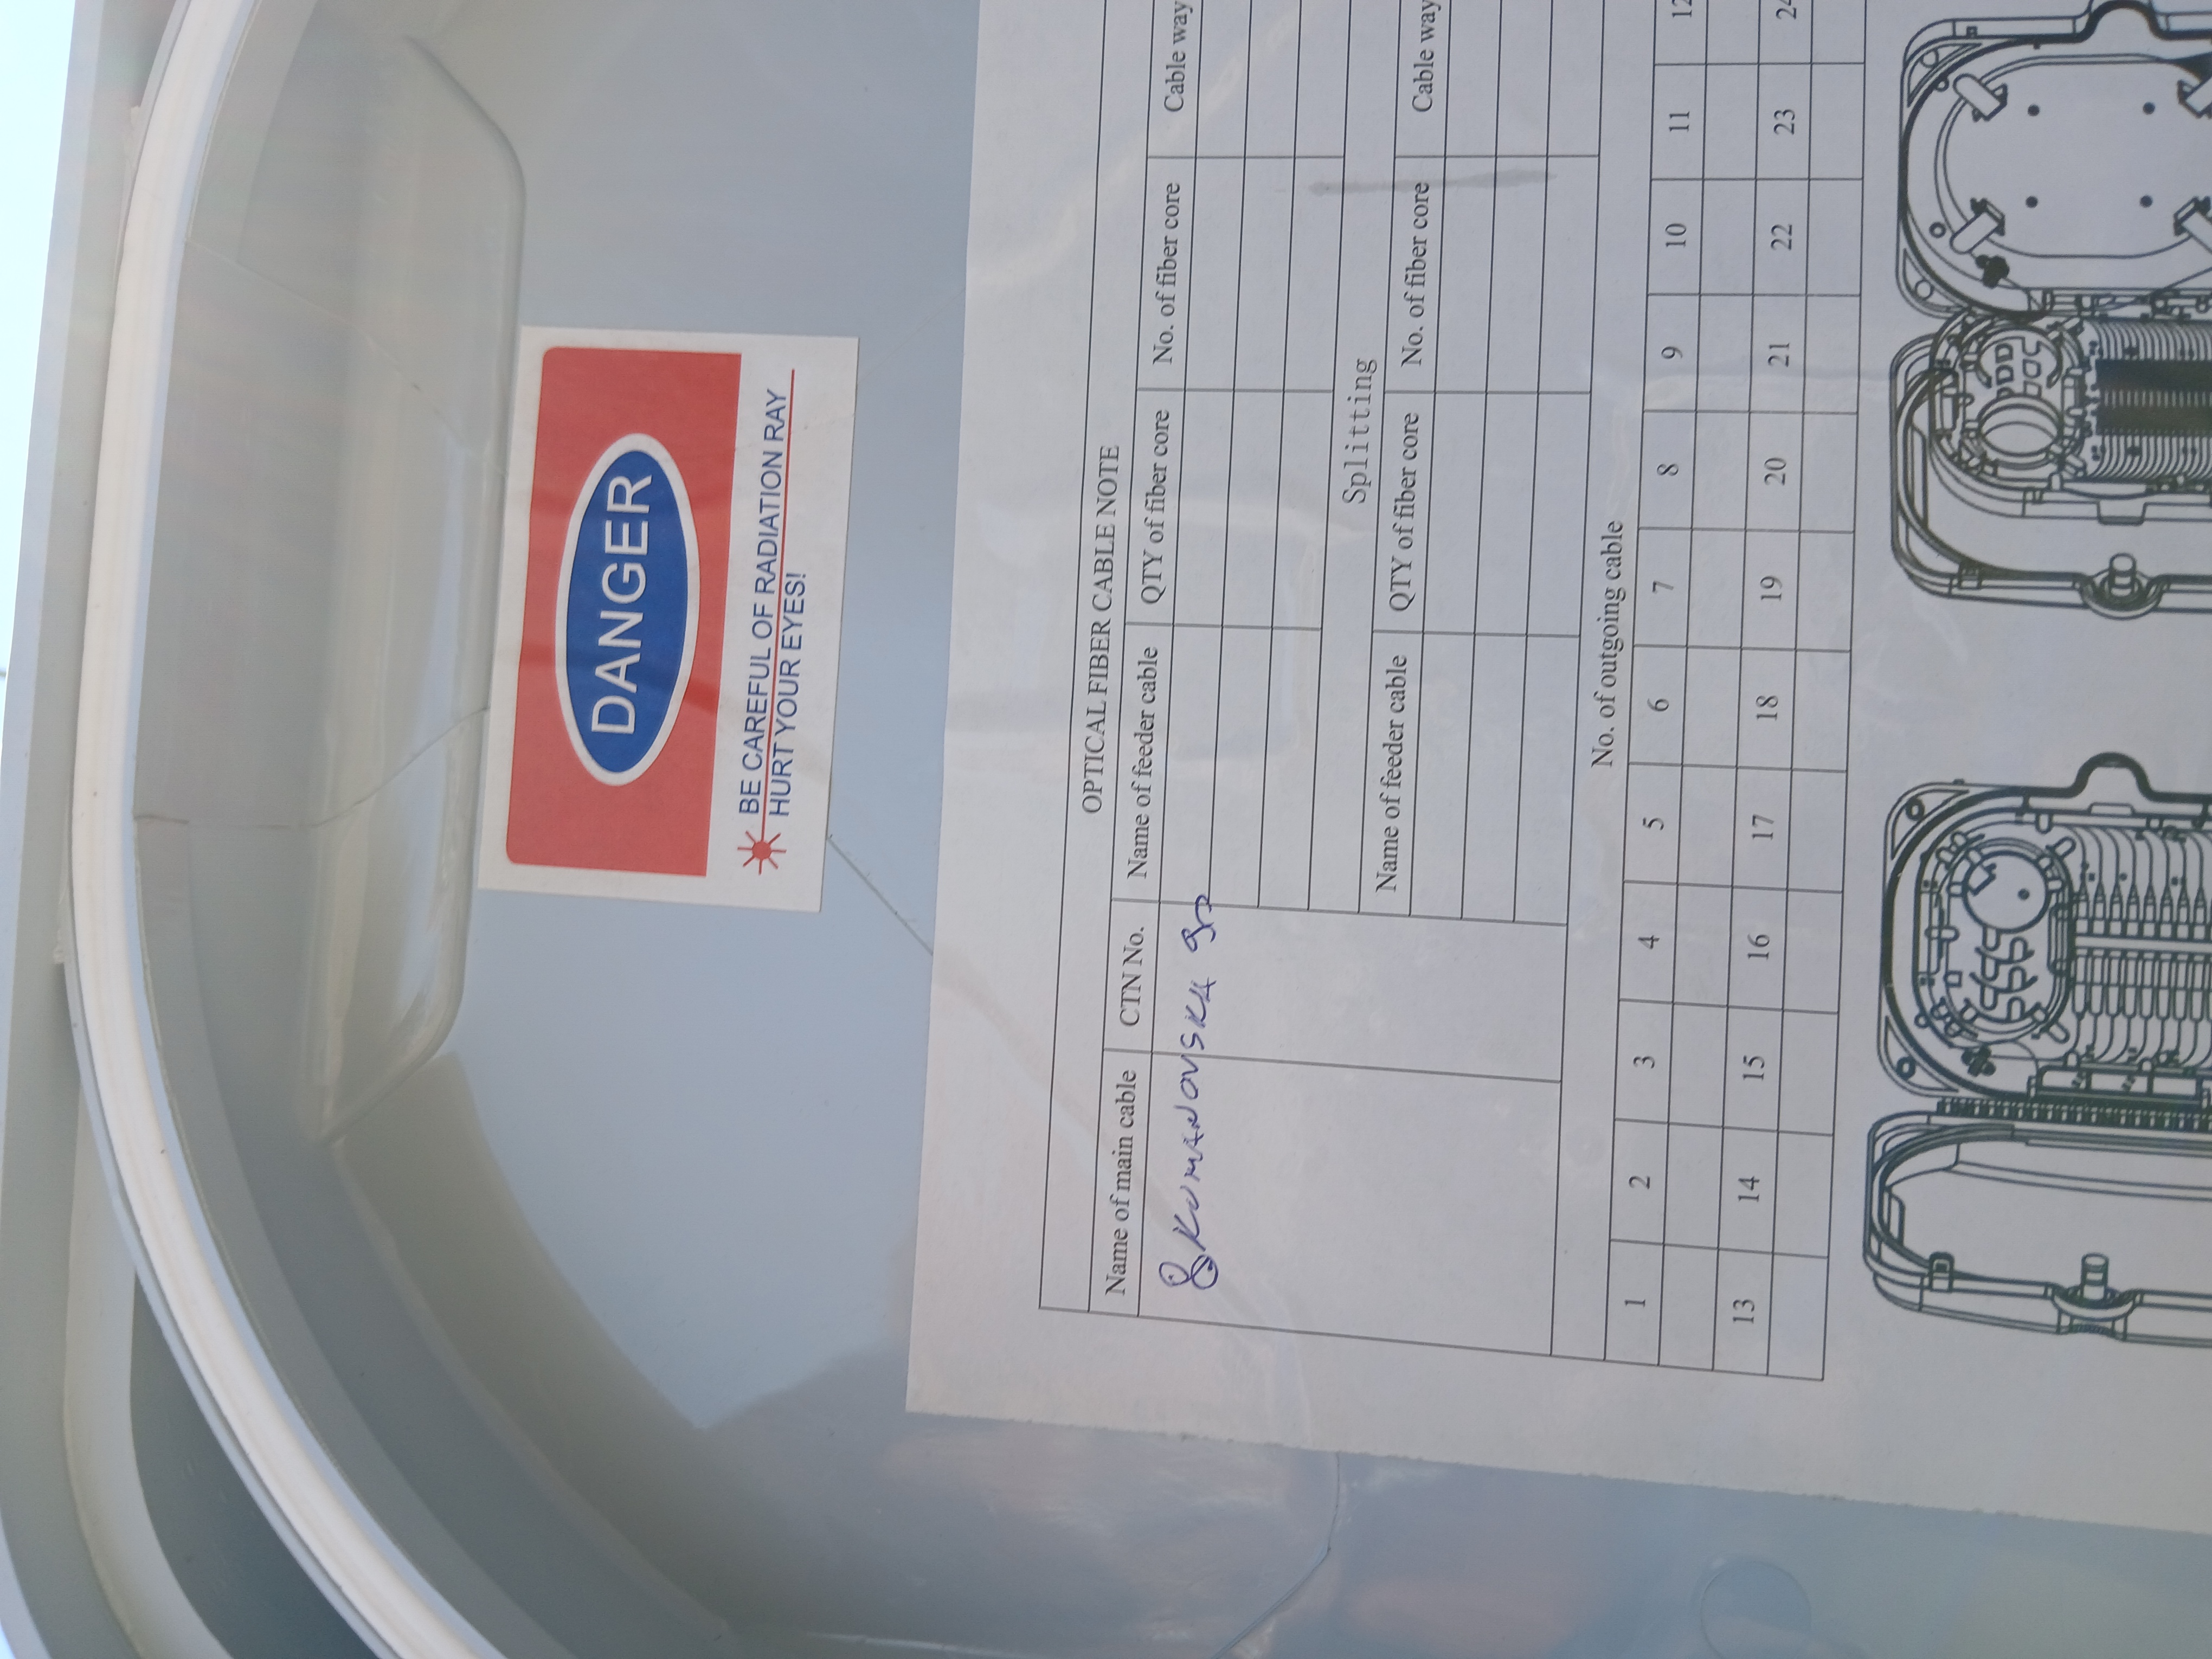 DANGER
BE CAREFUL OF RADIATION RAY
HURT YOUR EYES!
OPTICAL FIBER CABLE NOTE
Name of main cable CTN No. Name of feeder cable QTY of fiber core No. of fiber core Cable way
KUMANOVSKA
Splitting
Name of feeder cable QTY of fiber core No. of fiber core Cable way
No. of outgoing cable
1 2 3 4 5 6 7 8 9 10 11 12
13 14 15 16 17 18 19 20 21 22 23 24